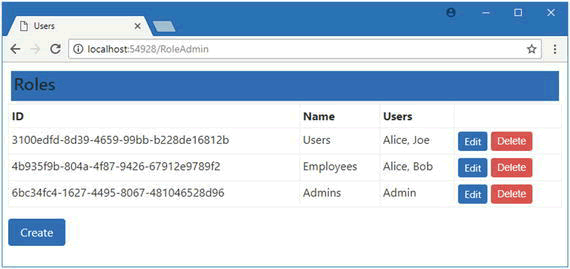 Users
localhost:54928/RoleAdmin
Roles
ID Name Users
3100edfd-8d39-4659-99bb-b228de16812b Users Alice, Joe Edit Delete
4b935f9b-804a-4f87-9426-67912e9789f2 Employees Alice, Bob Edit Delete
6bc34fc4-1627-4495-8067-481046528d96 Admins Admin Edit Delete
Create